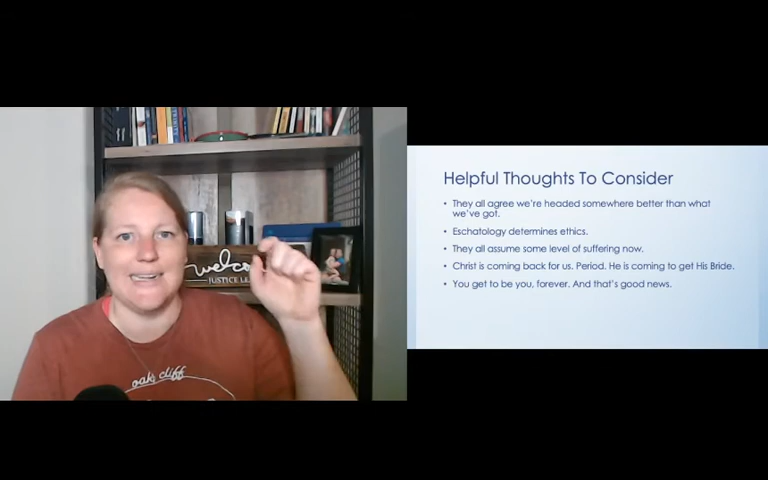 welco
JUSTICE LE
oak cliff
Helpful Thoughts To Consider
• They all agree we're headed somewhere better than what
we've got.
• Eschatology determines ethics.
• They all assume some level of suffering now.
• Christ is coming back for us. Period. He is coming to get His Bride.
• You get to be you, forever. And that's good news.